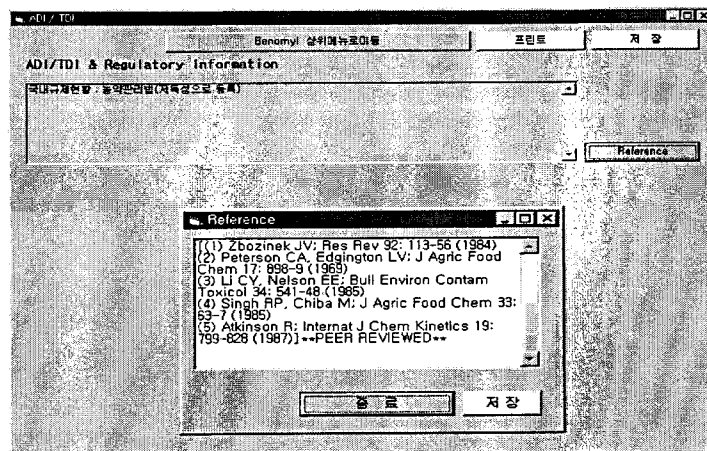 ADI / TDI
Benomyl 상위메뉴로이동
프린트
저 장
ADI/TDI & Regulatory Information
국내규제현황 : 농약관리법(저독성으로 등록)
Reference
Reference
[(1) Zbozinek JV; Res Rev 92: 113-56 (1984)
(2) Peterson CA, Edgington LV; J Agric Food
Chem 17: 898-9 (1969)
(3) Li CY, Nelson EE; Bull Environ Contam
Toxicol 34: 541-48 (1985)
(4) Singh RP, Chiba M; J Agric Food Chem 33:
63-7 (1985)
(5) Atkinson R; Internat J Chem Kinetics 19:
799-828 (1987)] **PEER REVIEWED**
종 료
저 장